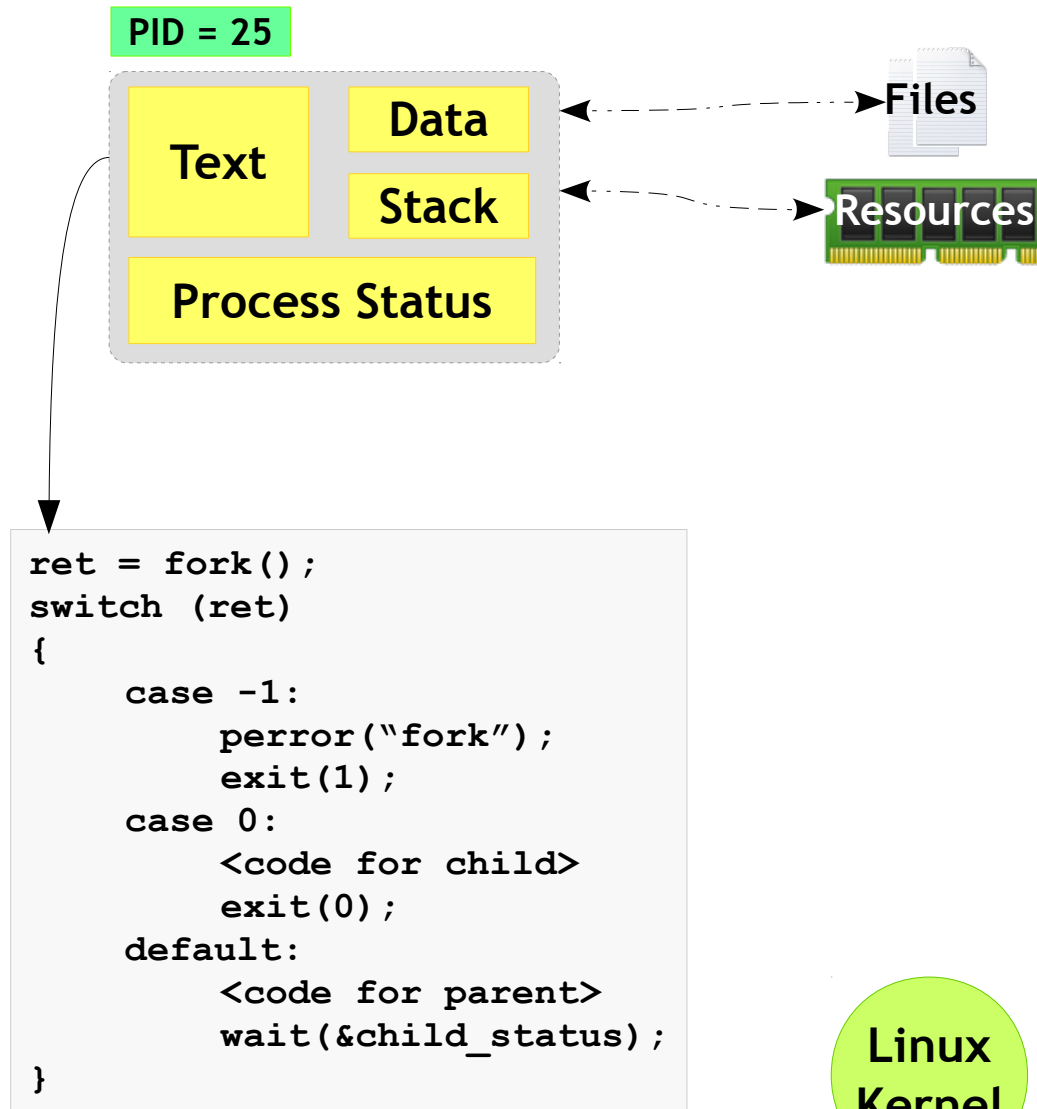 PID = 25
Text
Data
Stack
Process Status
Files
Resources
ret = fork();
switch (ret)
{
case -1:
perror(“fork”);
exit(1);
case 0:
<code for child>
exit(0);
default:
<code for parent>
wait(&child_status);
}
Linux
Kernel